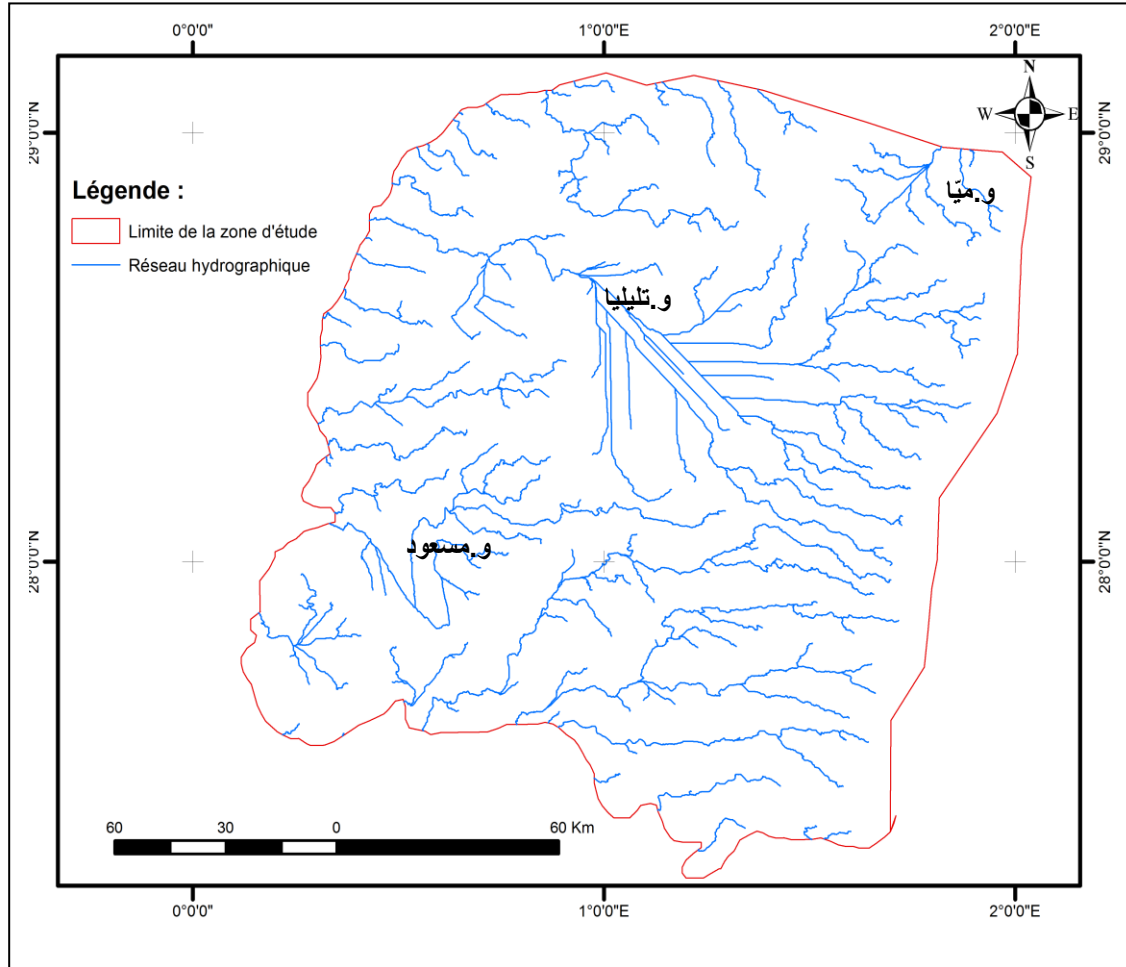 0°0'0" 1°0'0"E 2°0'0"E
N
W E
S
29°0'0"N 29°0'0"N
و.ميّا
Légende :
Limite de la zone d'étude
Réseau hydrographique
و.تليليا
و.مسعود
28°0'0"N 28°0'0"N
60 30 0 60 Km
0°0'0" 1°0'0"E 2°0'0"E